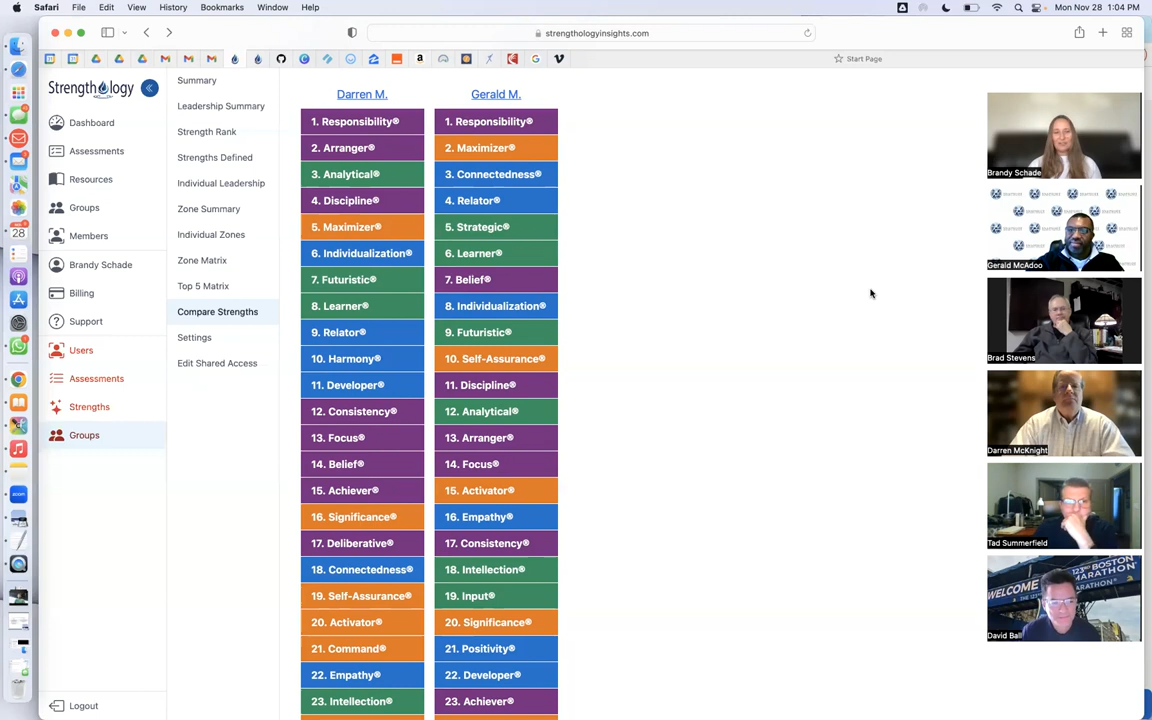 Safari File Edit View History Bookmarks Window Help
Mon Nov 28 1:04 PM
strengthologyinsights.com
Start Page
Strengthology
Dashboard
Assessments
Resources
Groups
Members
Brandy Schade
Billing
Support
Users
Assessments
Strengths
Groups
Logout
Summary
Leadership Summary
Strength Rank
Strengths Defined
Individual Leadership
Zone Summary
Individual Zones
Zone Matrix
Top 5 Matrix
Compare Strengths
Settings
Edit Shared Access
Darren M.
1. Responsibility®
2. Arranger®
3. Analytical®
4. Discipline®
5. Maximizer®
6. Individualization®
7. Futuristic®
8. Learner®
9. Relator®
10. Harmony®
11. Developer®
12. Consistency®
13. Focus®
14. Belief®
15. Achiever®
16. Significance®
17. Deliberative®
18. Connectedness®
19. Self-Assurance®
20. Activator®
21. Command®
22. Empathy®
23. Intellection®
Gerald M.
1. Responsibility®
2. Maximizer®
3. Connectedness®
4. Relator®
5. Strategic®
6. Learner®
7. Belief®
8. Individualization®
9. Futuristic®
10. Self-Assurance®
11. Discipline®
12. Analytical®
13. Arranger®
14. Focus®
15. Activator®
16. Empathy®
17. Consistency®
18. Intellection®
19. Input®
20. Significance®
21. Positivity®
22. Developer®
23. Achiever®
Brandy Schade
Gerald McAdoo
Brad Stevens
Darren McKnight
Tad Summerfield
WELCOME
123RD BOSTON
MARATHON
David Ball